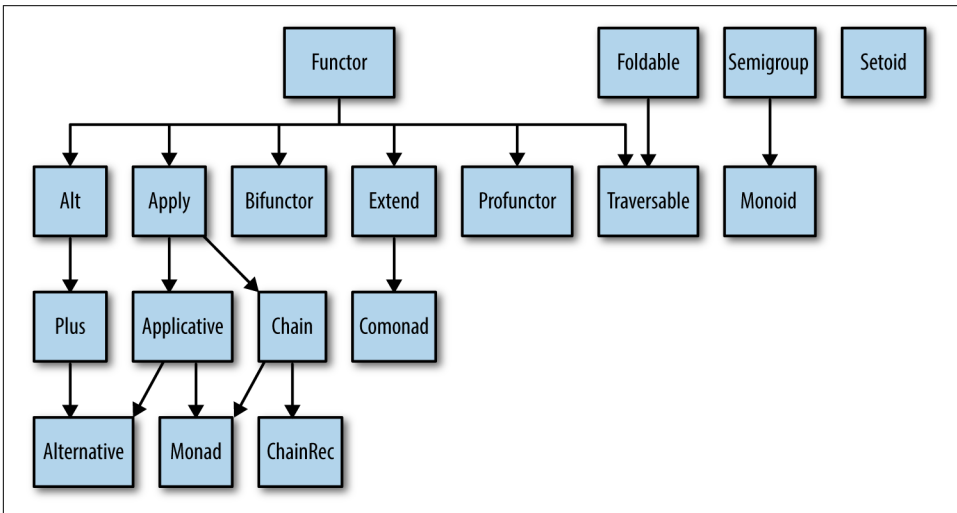 Functor
Foldable
Semigroup
Setoid
Alt
Apply
Bifunctor
Extend
Profunctor
Traversable
Monoid
Plus
Applicative
Chain
Comonad
Alternative
Monad
ChainRec